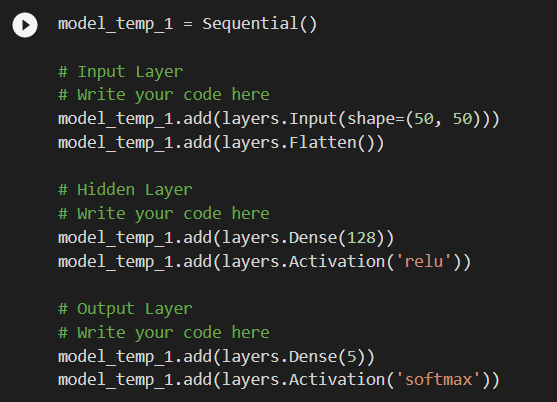 model_temp_1 = Sequential()
# Input Layer
# Write your code here
model_temp_1.add(layers.Input(shape=(50, 50)))
model_temp_1.add(layers.Flatten())
# Hidden Layer
# Write your code here
model_temp_1.add(layers.Dense(128))
model_temp_1.add(layers.Activation('relu'))
# Output Layer
# Write your code here
model_temp_1.add(layers.Dense(5))
model_temp_1.add(layers.Activation('softmax'))